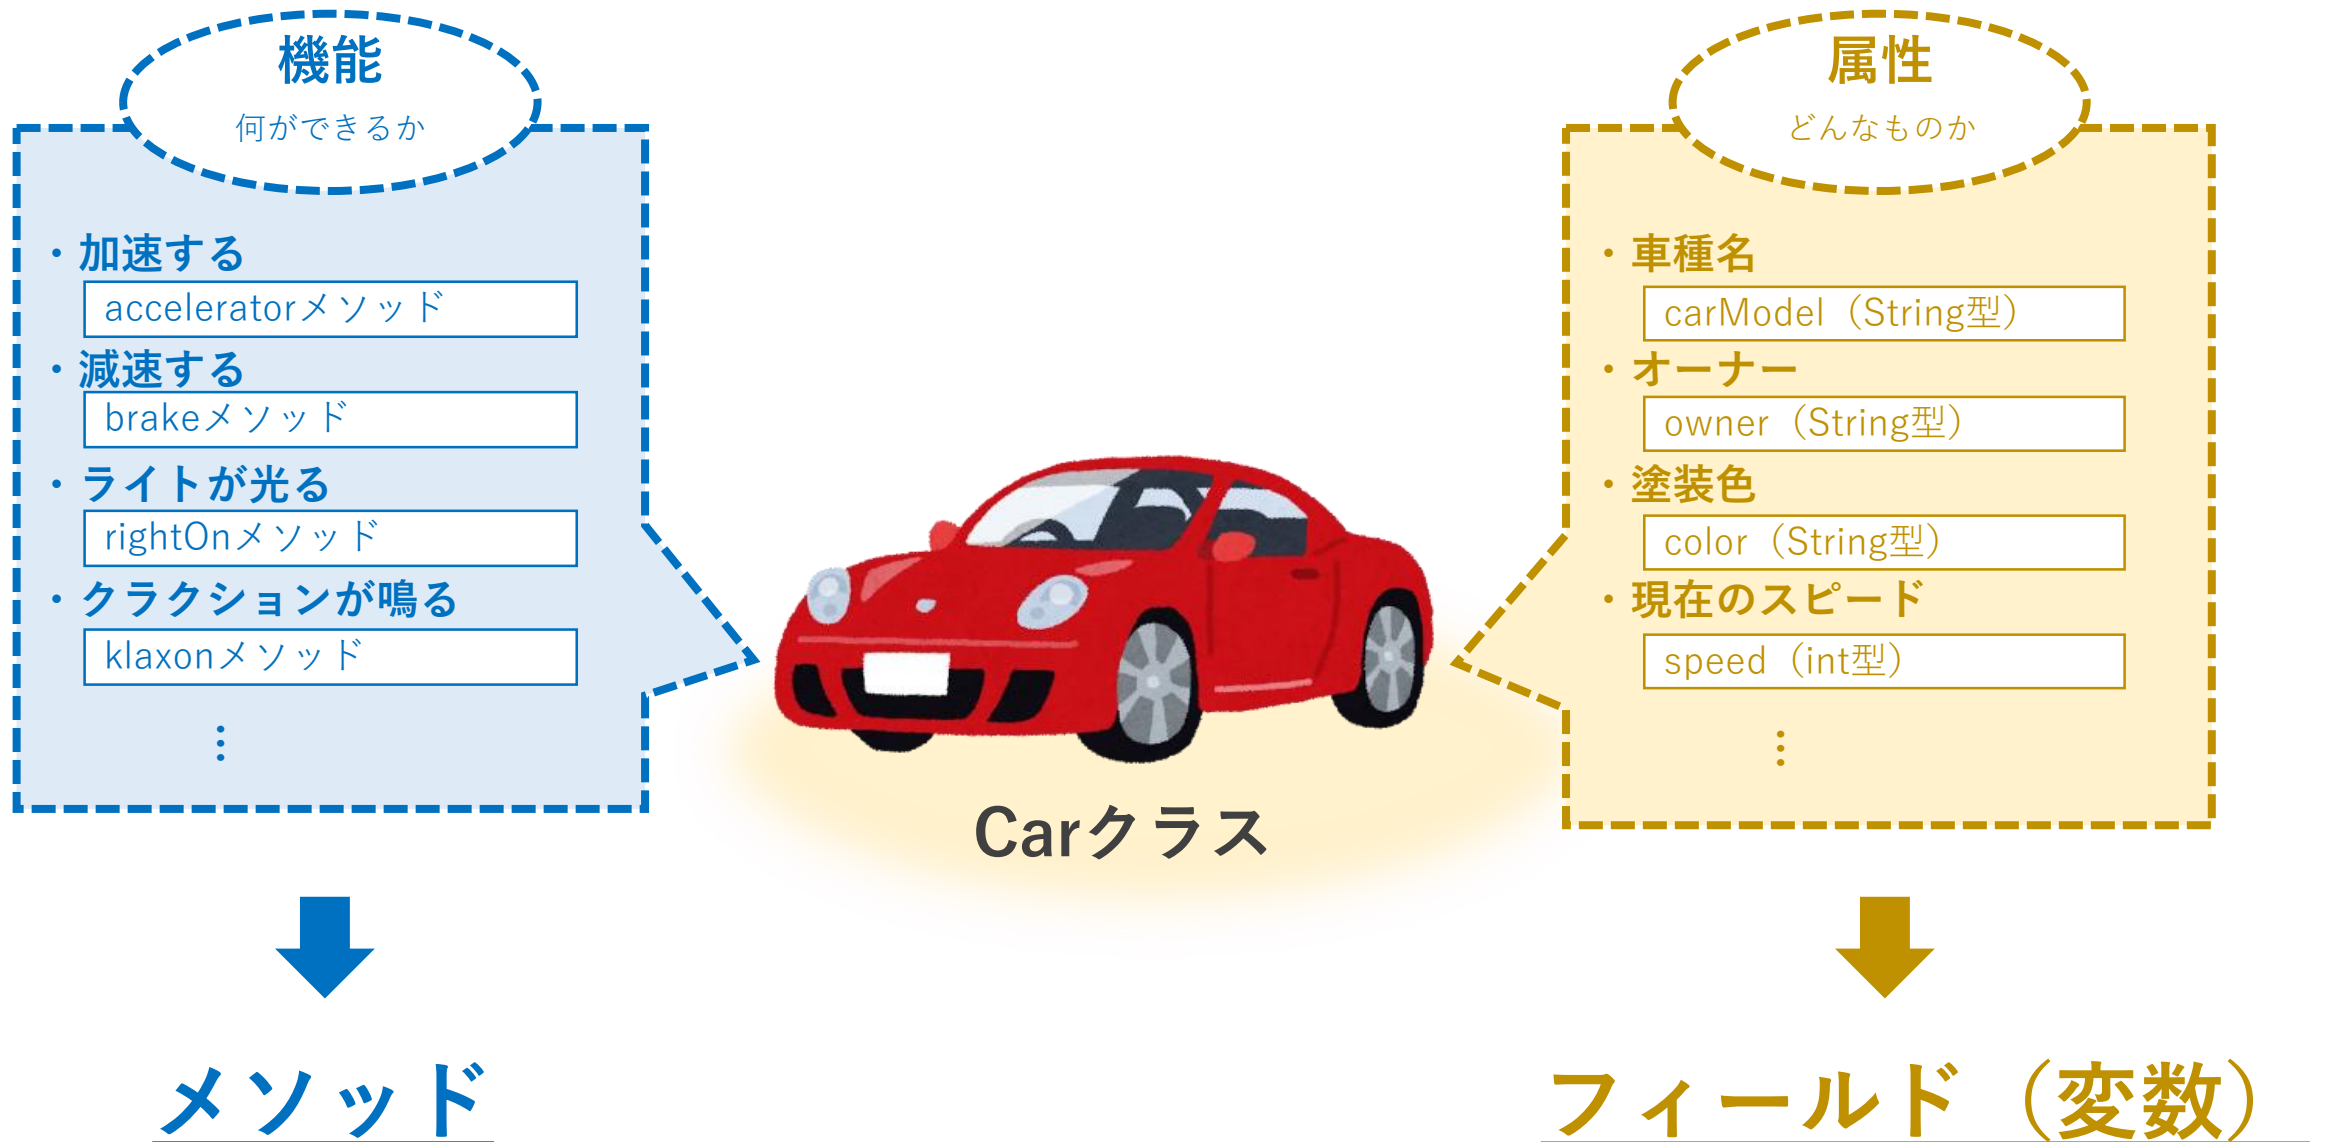 機能
何ができるか
・加速する
acceleratorメソッド
・減速する
brakeメソッド
・ライトが光る
rightOnメソッド
・クラクションが鳴る
klaxonメソッド
⋮
メソッド
Carクラス
属性
どんなものか
・車種名
carModel（String型）
・オーナー
owner（String型）
・塗装色
color（String型）
・現在のスピード
speed（int型）
⋮
フィールド（変数）